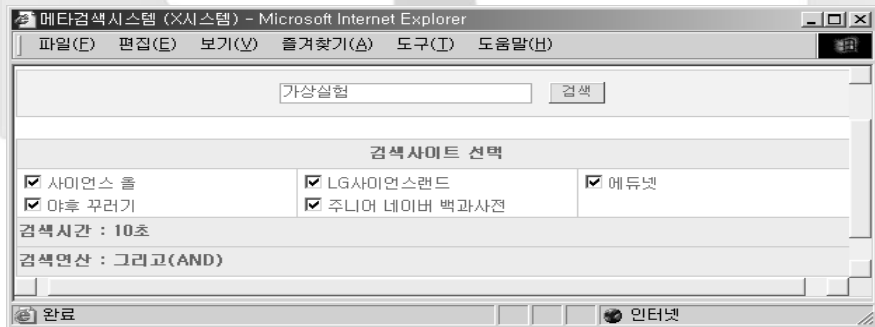 메타검색시스템 (X시스템) - Microsoft Internet Explorer
파일(F) 편집(E) 보기(V) 즐겨찾기(A) 도구(T) 도움말(H)
가상실험 검색
검색사이트 선택
사이언스 올 LG사이언스랜드 에듀넷
야후 꾸러기 주니어 네이버 백과사전
검색시간 : 10초
검색연산 : 그리고(AND)
완료 인터넷